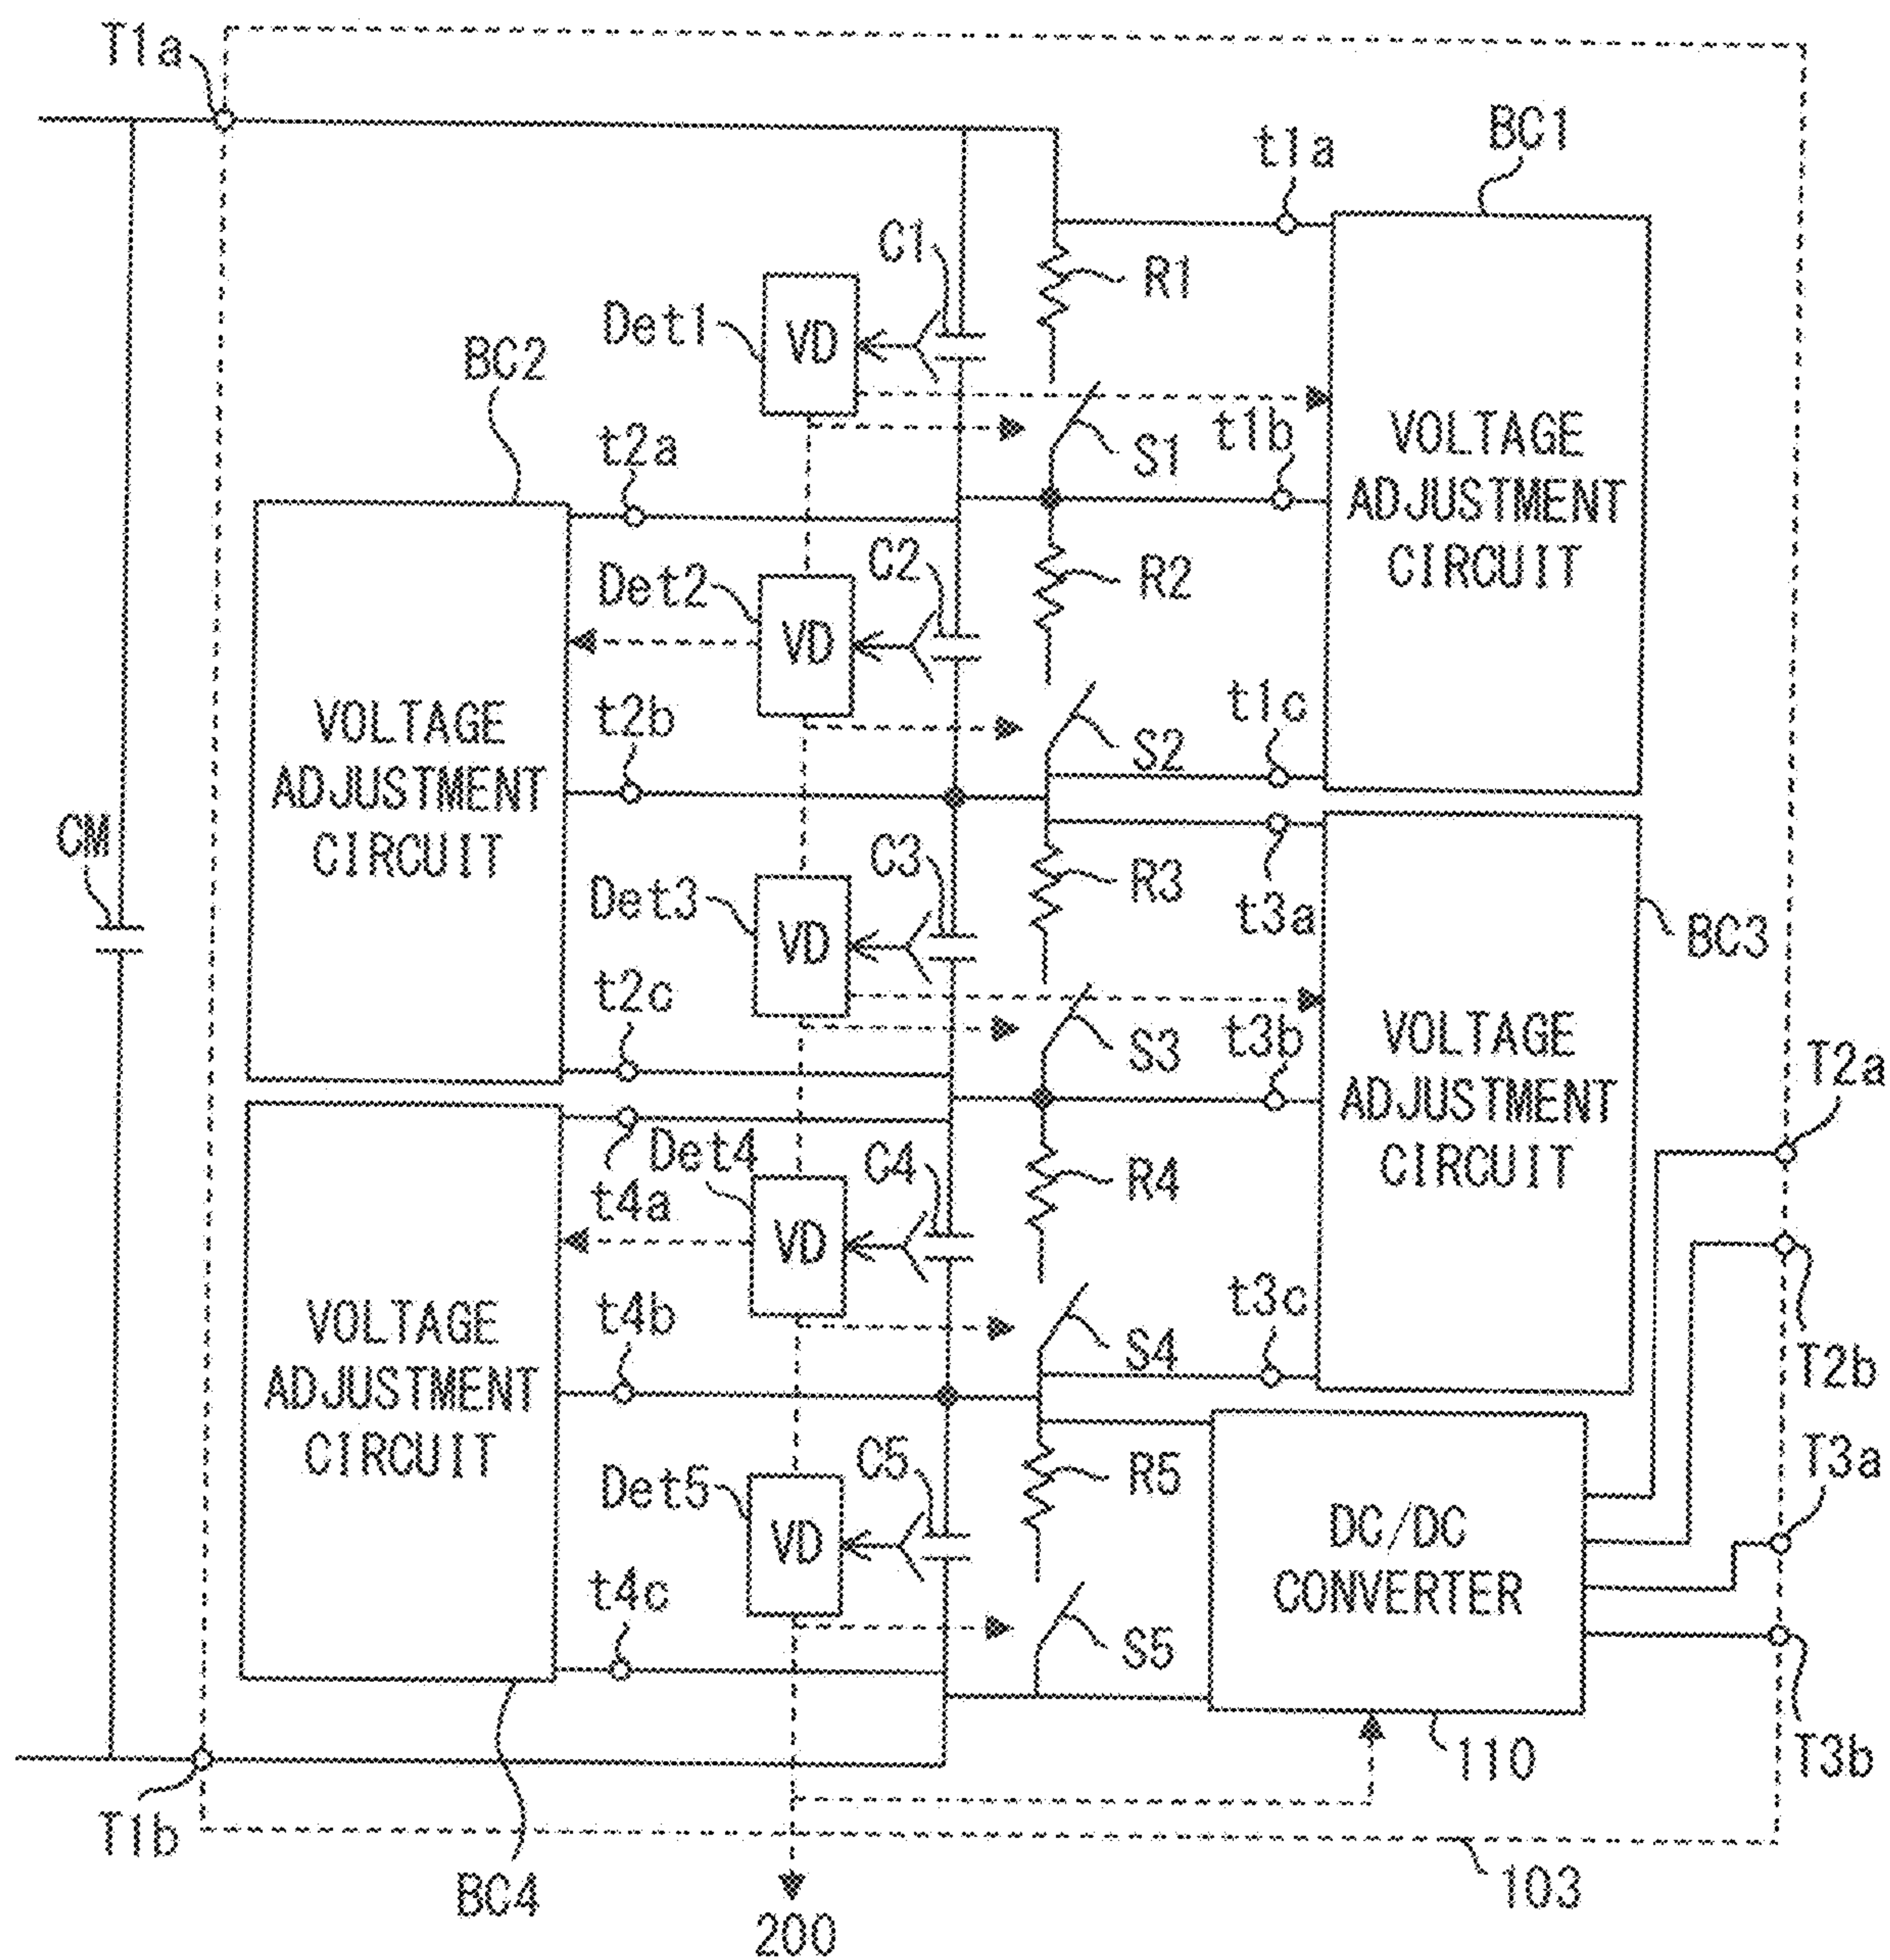 T1a
BC1
t1a
C1
R1
Det1
VD
BC2
t2a
S1
t1b
VOLTAGE
ADJUSTMENT
CIRCUIT
C2
Det2
VD
R2
t2b
t1c
S2
VOLTAGE
ADJUSTMENT
CIRCUIT
CM
C3
R3
Det3
VD
t3a
BC3
t2c
S3
t3b
VOLTAGE
ADJUSTMENT
CIRCUIT
T2a
Det4
C4
R4
t4a
VD
t3c
t4b
S4
VOLTAGE
ADJUSTMENT
CIRCUIT
T2b
T3a
C5
R5
Det5
VD
DC/DC
CONVERTER
t4c
S5
110
T3b
T1b
BC4
103
200